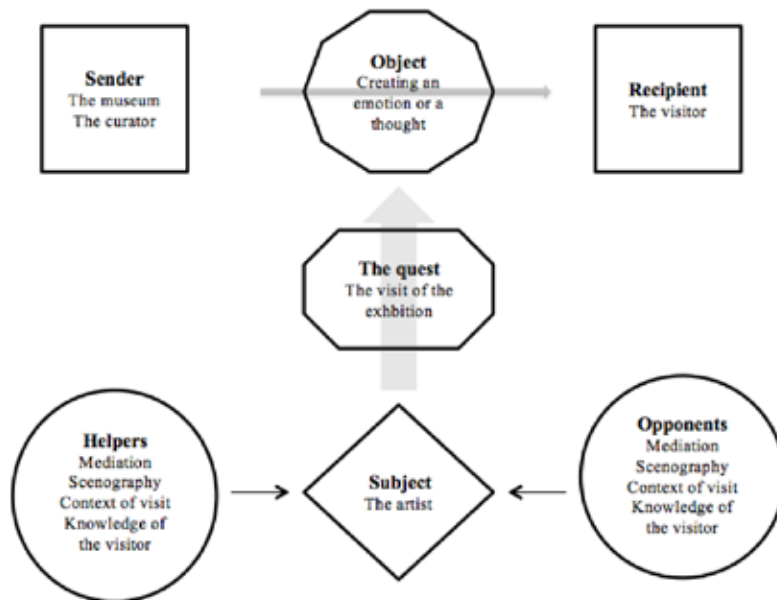 Sender
The museum
The curator
Object
Creating an
emotion or a
thought
Recipient
The visitor
The quest
The visit of the
exhbition
Helpers
Mediation
Scenography
Context of visit
Knowledge of
the visitor
Subject
The artist
Opponents
Mediation
Scenography
Context of visit
Knowledge of
the visitor